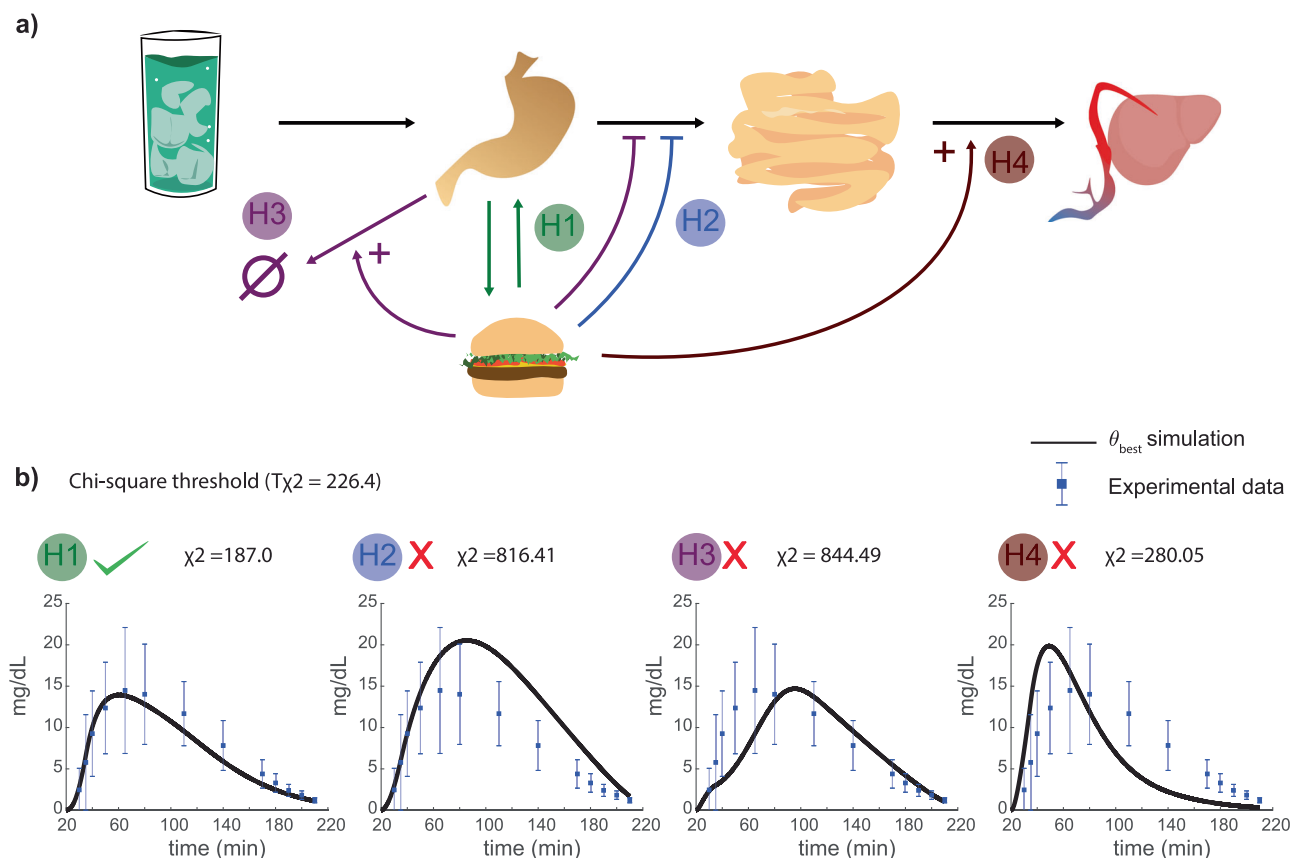 a)
+
H4
H3
H1
H2
+
∅
θbest simulation
b) Chi-square threshold (Tχ2 = 226.4)
Experimental data
H1 χ2 =187.0
H2 X χ2 =816.41
H3 X χ2 = 844.49
H4 X χ2 =280.05
25 25 25 25
20 20 20 20
15 15 15 15
10 10 10 10
5 5 5 5
0 0 0 0
mg/dL mg/dL mg/dL mg/dL
20 60 100 140 180 220 20 60 100 140 180 220 20 60 100 140 180 220 20 60 100 140 180 220
time (min) time (min) time (min) time (min)